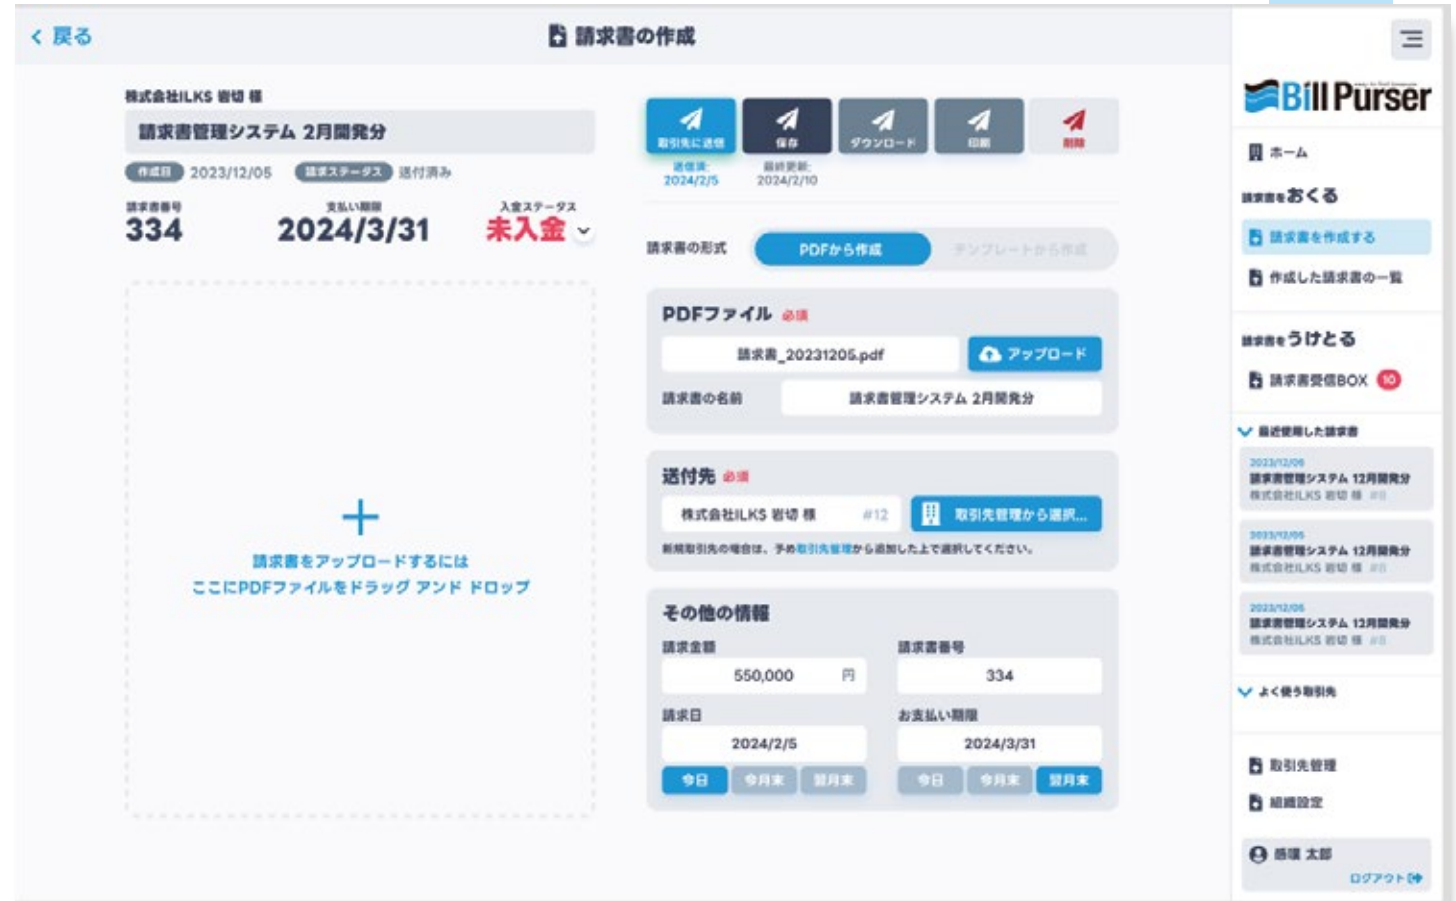 戻る
請求書の作成
株式会社ILKS 岩切 様
請求書管理システム 2月開発分
作成日 2023/12/05 請求ステータス 送付済み
請求書番号 支払い期限 入金ステータス
334 2024/3/31 未入金
請求書をアップロードするには
ここにPDFファイルをドラッグ アンド ドロップ
取引先に送信 保存 ダウンロード 印刷 削除
送信済: 最終更新:
2024/2/5 2024/2/10
請求書の形式 PDFから作成 テンプレートから作成
PDFファイル 必須
請求書_20231205.pdf アップロード
請求書の名前 請求書管理システム 2月開発分
送付先 必須
株式会社ILKS 岩切 様 #12 取引先管理から選択...
新規取引先の場合は、予め取引先管理から追加した上で選択してください。
その他の情報
請求金額 請求書番号
550,000 円 334
請求日 お支払い期限
2024/2/5 2024/3/31
今日 今月末 翌月末 今日 今月末 翌月末
Bill Purser
ホーム
請求書をおくる
請求書を作成する
作成した請求書の一覧
請求書をうけとる
請求書受信BOX 10
最近使用した請求書
2023/12/06
請求書管理システム 12月開発分
株式会社ILKS 岩切 様 #8
2023/12/05
請求書管理システム 12月開発分
株式会社ILKS 岩切 様 #8
2023/12/05
請求書管理システム 12月開発分
株式会社ILKS 岩切 様 #8
よく使う取引先
取引先管理
組織設定
太郎
ログアウト